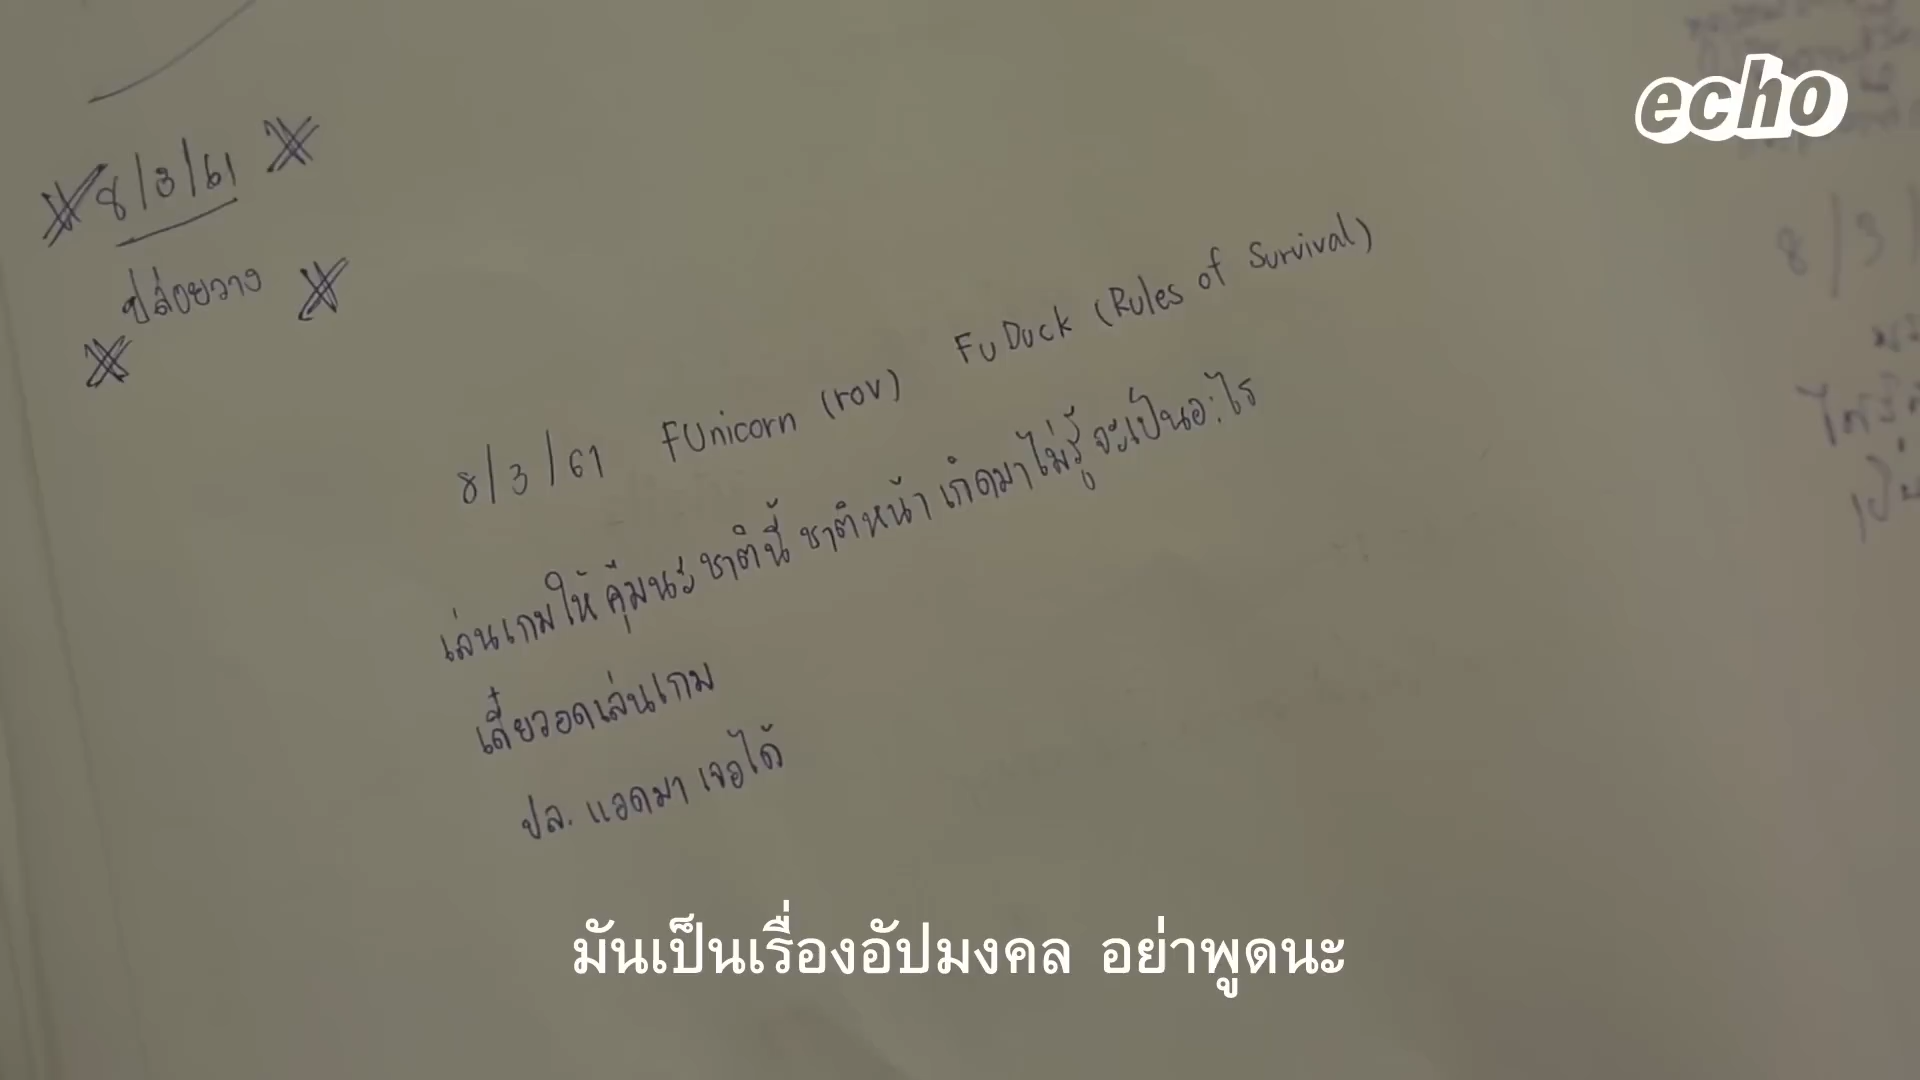 echo
8/3/61
ปล่อยวาง
8/3/61 FUnicorn (rov) FuDuck (Rules of Survival)
เล่นเกมให้คุ้มนะชาตินี้ ชาติหน้า เกิดมาไม่รู้จะเป็นอะไร
เดี๋ยวอดเล่นเกม
ปล. แอดมา เจอได้
8/3/
มันเป็นเรื่องอัปมงคล อย่าพูดนะ